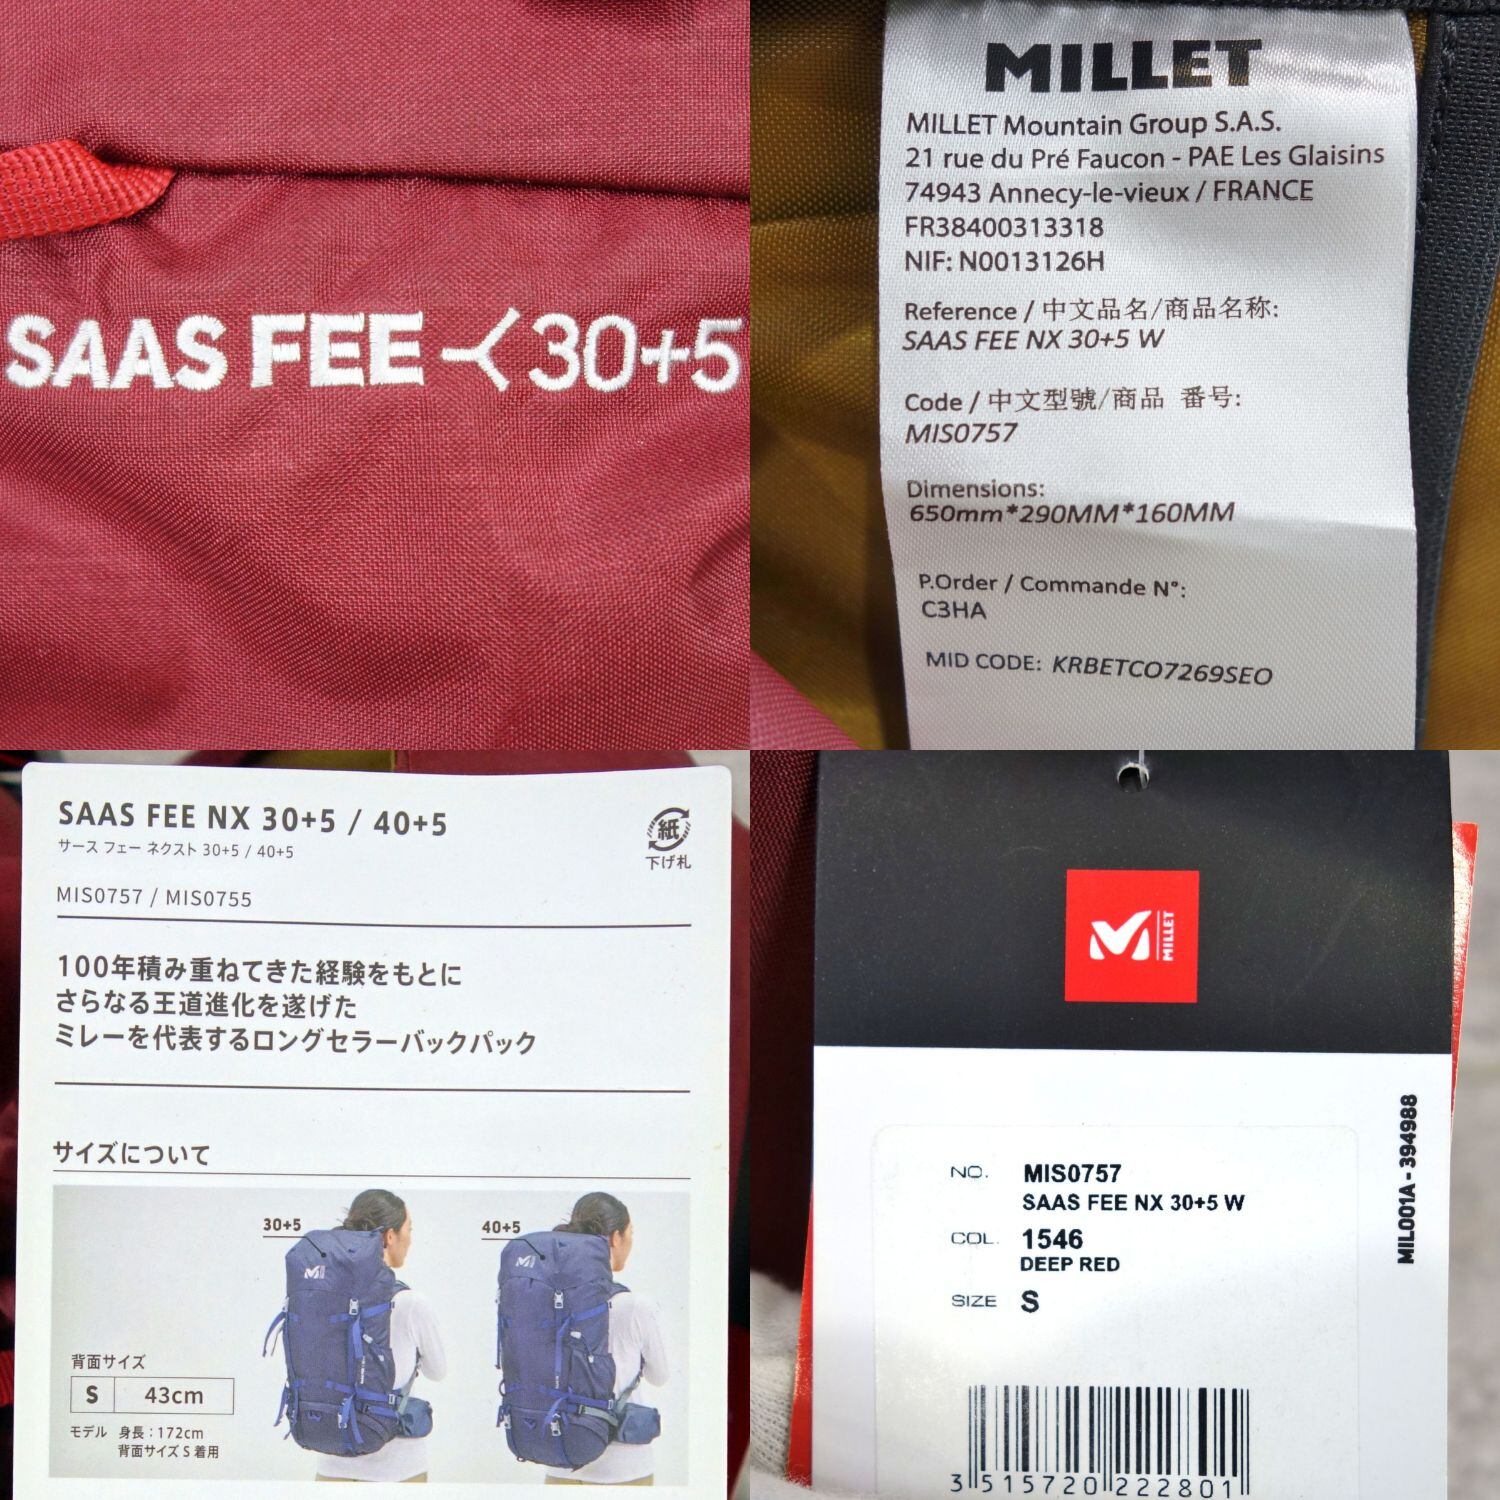 SAAS FEE 30+5
MILLET
MILLET Mountain Group S.A.S.
21 rue du Pré Faucon - PAE Les Glaisins
74943 Annecy-le-vieux / FRANCE
FR38400313318
NIF: N0013126H
Reference / 中文品名/商品名称:
SAAS FEE NX 30+5 W
Code / 中文型號/商品 番号:
MIS0757
Dimensions:
650mm*290MM*160MM
P.Order / Commande N°:
C3HA
MID CODE: KRBETCO7269SEO
SAAS FEE NX 30+5 / 40+5
サース フェー ネクスト 30+5 / 40+5
紙
下げ札
MIS0757 / MIS0755
100年積み重ねてきた経験をもとに
さらなる王道進化を遂げた
ミレーを代表するロングセラーバックパック
サイズについて
30+5
40+5
M
M
背面サイズ
S 43cm
モデル 身長：172cm
背面サイズ S 着用
M MILLET
NO. MIS0757
SAAS FEE NX 30+5 W
COL. 1546
DEEP RED
SIZE S
MIL001A - 394988
3 515720 222801